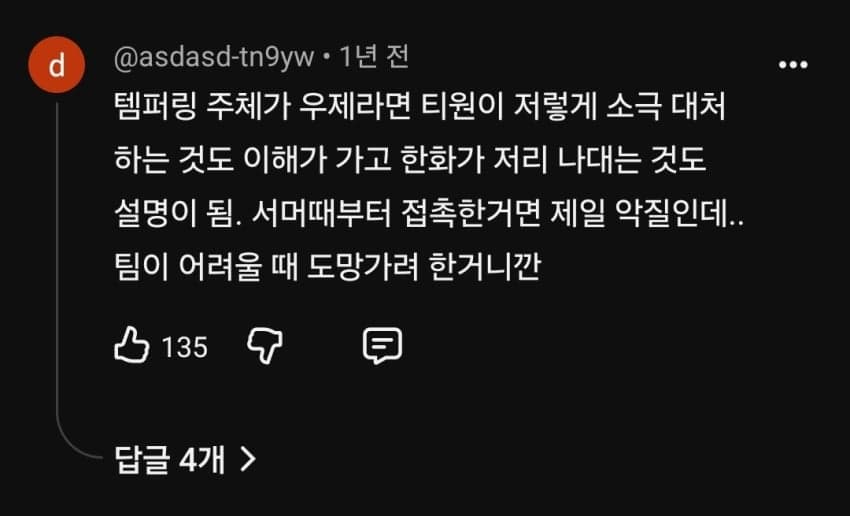 d
@asdasd-tn9yw • 1년 전
템퍼링 주체가 우제라면 티원이 저렇게 소극 대처
하는 것도 이해가 가고 한화가 저리 나대는 것도
설명이 됨. 서머때부터 접촉한거면 제일 악질인데..
팀이 어려울 때 도망가려 한거니깐
135
답글 4개